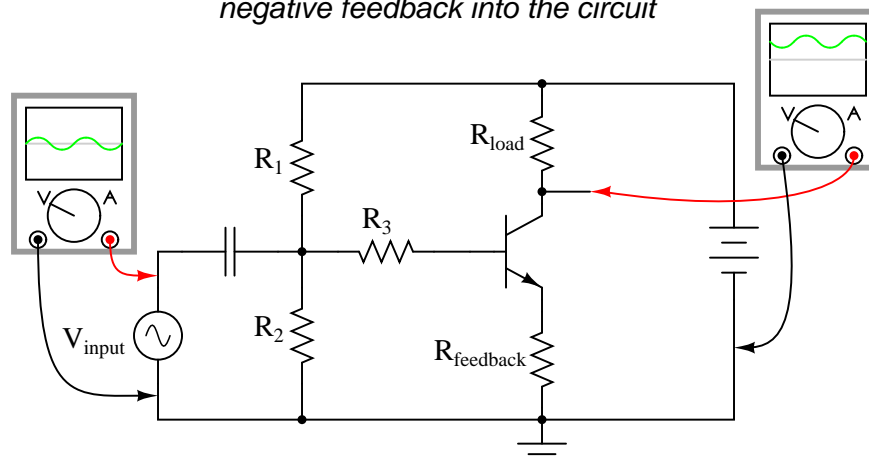 negative feedback into the circuit
V A
R1
Rload
V A
R3
R2
Vinput
Rfeedback